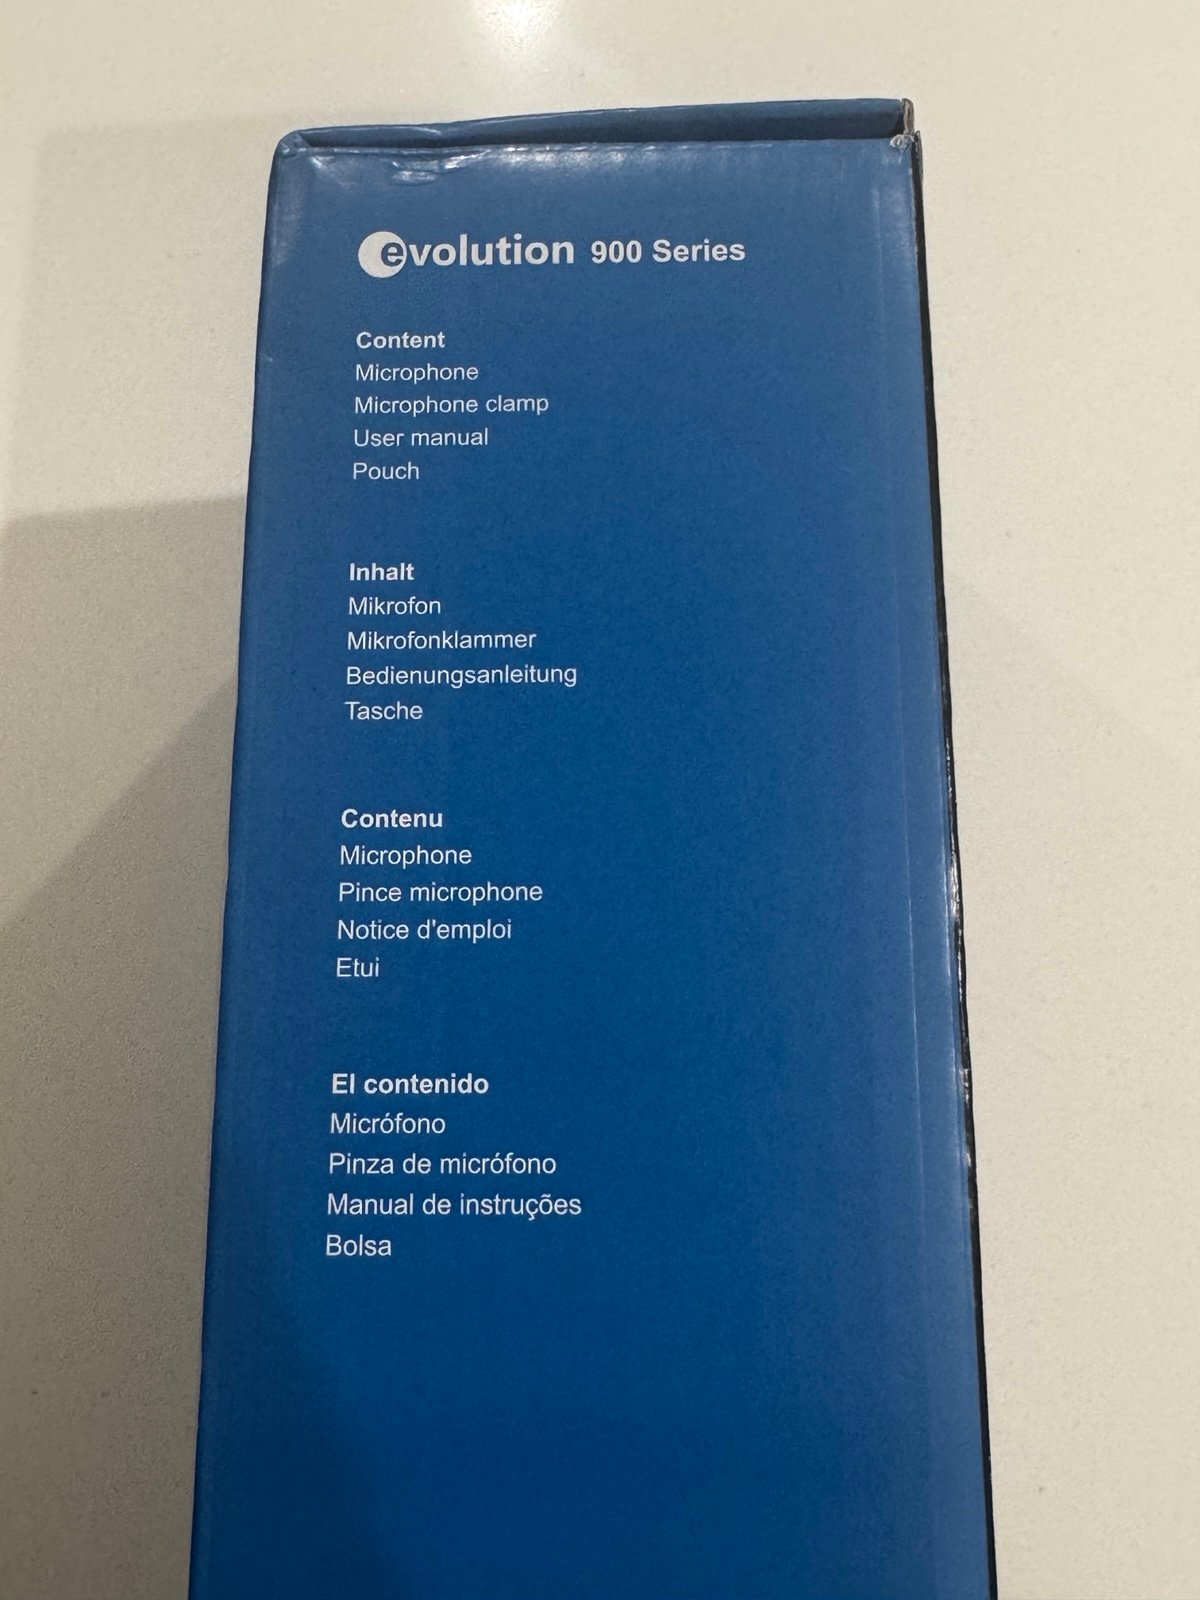 evolution 900 Series
Content
Microphone
Microphone clamp
User manual
Pouch
Inhalt
Mikrofon
Mikrofonklammer
Bedienungsanleitung
Tasche
Contenu
Microphone
Pince microphone
Notice d'emploi
Etui
El contenido
Micrófono
Pinza de micrófono
Manual de instruções
Bolsa